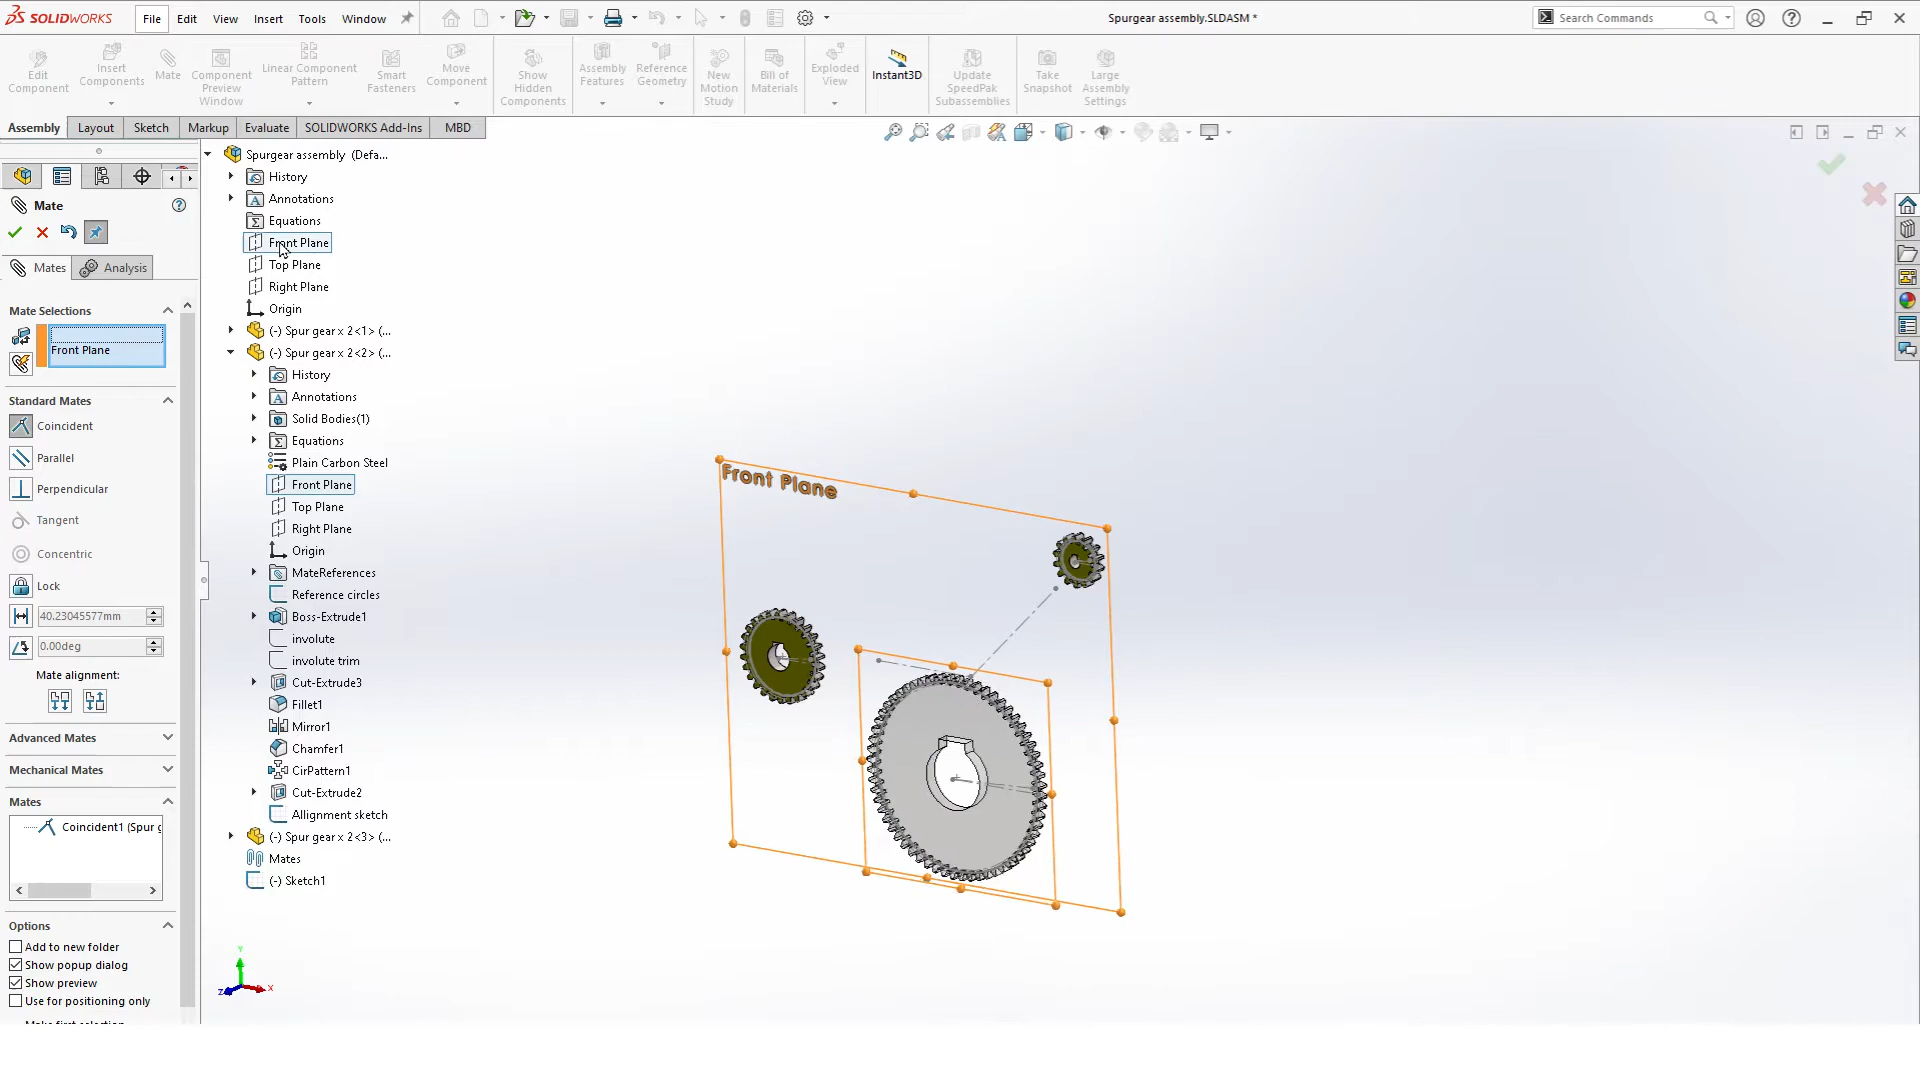 SOLIDWORKS File Edit View Insert Tools Window Spurgear assembly.SLDASM * Search Commands
Edit Component
Insert Components
Mate
Component Preview Window
Linear Component Pattern
Smart Fasteners
Move Component
Show Hidden Components
Assembly Features
Reference Geometry
New Motion Study
Bill of Materials
Exploded View
Instant3D
Update SpeedPak Subassemblies
Take Snapshot
Large Assembly Settings
Assembly Layout Sketch Markup Evaluate SOLIDWORKS Add-Ins MBD
Mate
Mates Analysis
Mate Selections
Front Plane
Standard Mates
Coincident
Parallel
Perpendicular
Tangent
Concentric
Lock
40.23045577mm
0.00deg
Mate alignment:
Advanced Mates
Mechanical Mates
Mates
Coincident1 (Spur g
Options
Add to new folder
Show popup dialog
Show preview
Use for positioning only
Spurgear assembly (Defa...
History
Annotations
Equations
Front Plane
Top Plane
Right Plane
Origin
(-) Spur gear x 2<1> (...
(-) Spur gear x 2<2> (...
History
Annotations
Solid Bodies(1)
Equations
Plain Carbon Steel
Front Plane
Top Plane
Right Plane
Origin
MateReferences
Reference circles
Boss-Extrude1
involute
involute trim
Cut-Extrude3
Fillet1
Mirror1
Chamfer1
CirPattern1
Cut-Extrude2
Allignment sketch
(-) Spur gear x 2<3> (...
Mates
(-) Sketch1
Front Plane
Y
Z
X